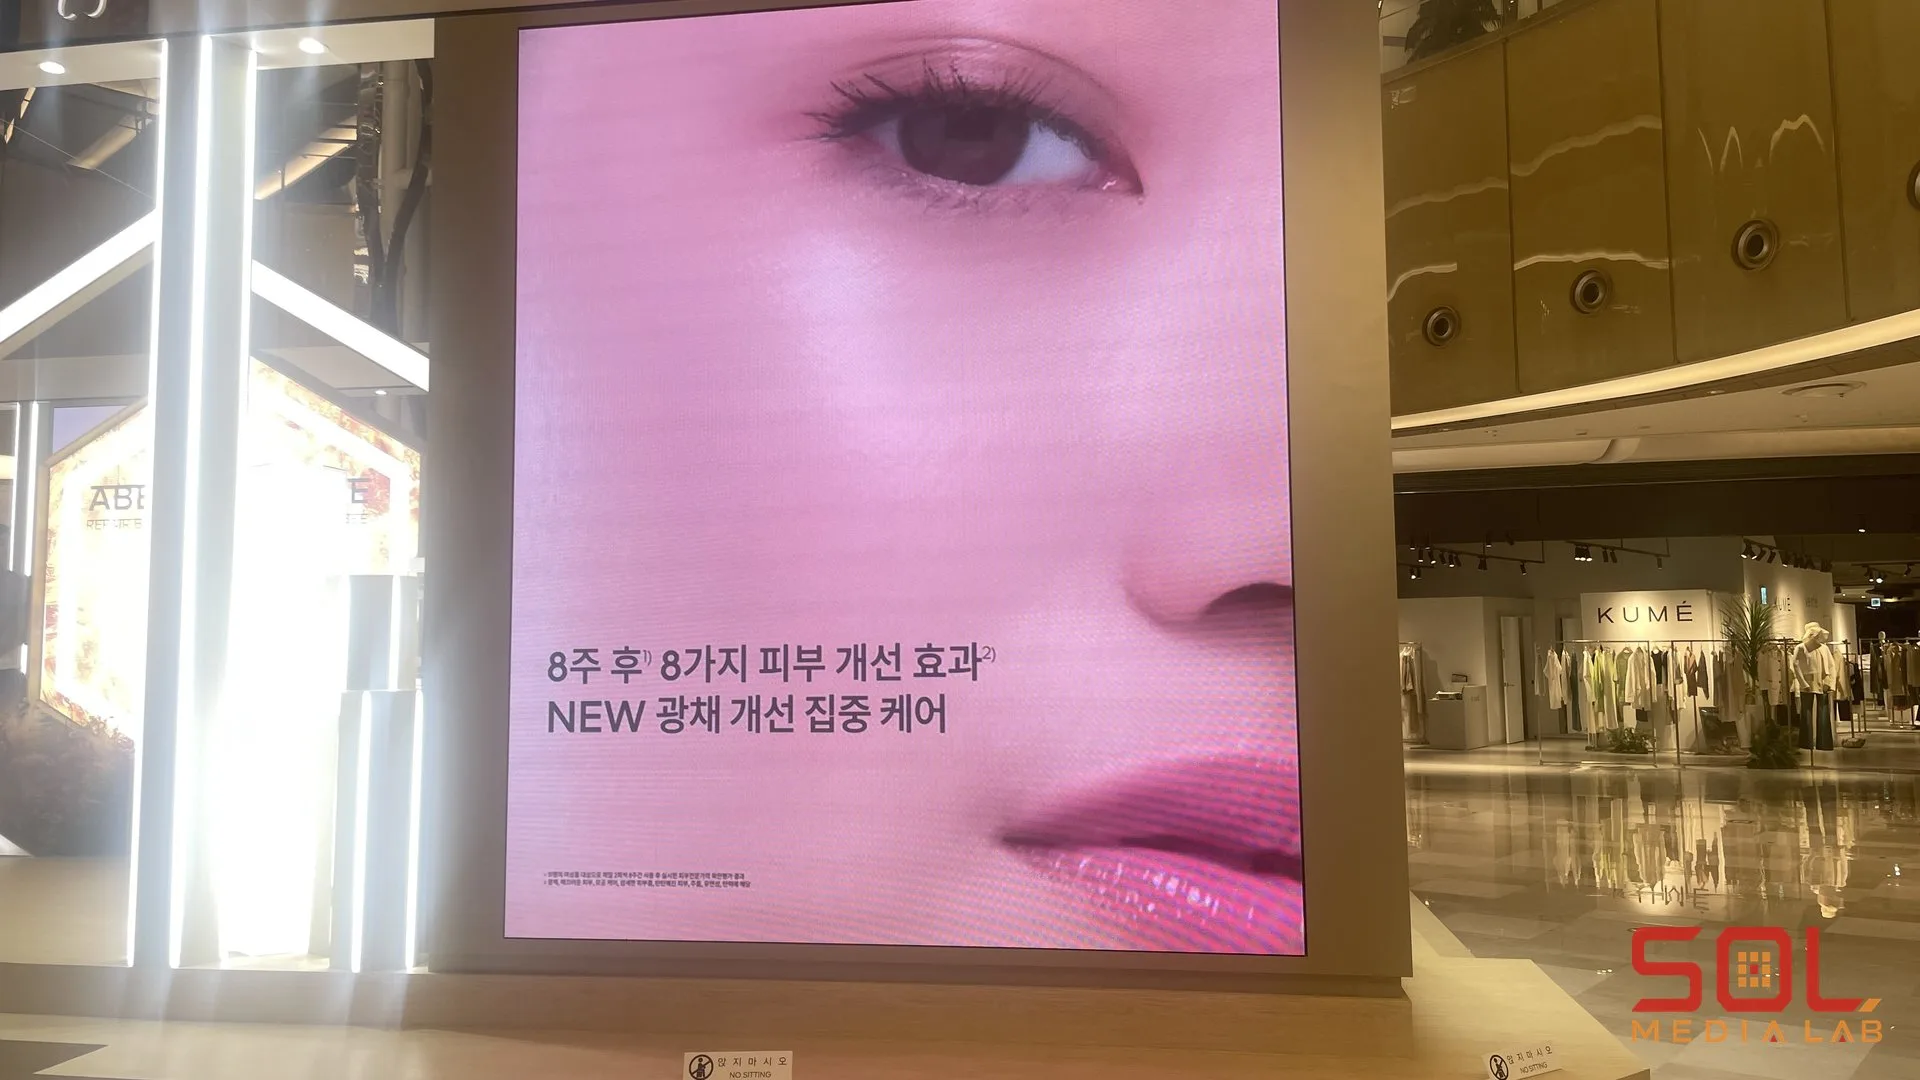 ABE
E
KUMÉ
8주 후1) 8가지 피부 개선 효과2)
NEW 광채 개선 집중 케어
앉지마시오
NO SITTING
앉지마시오
NO SITTING
SOL
MEDIA LAB